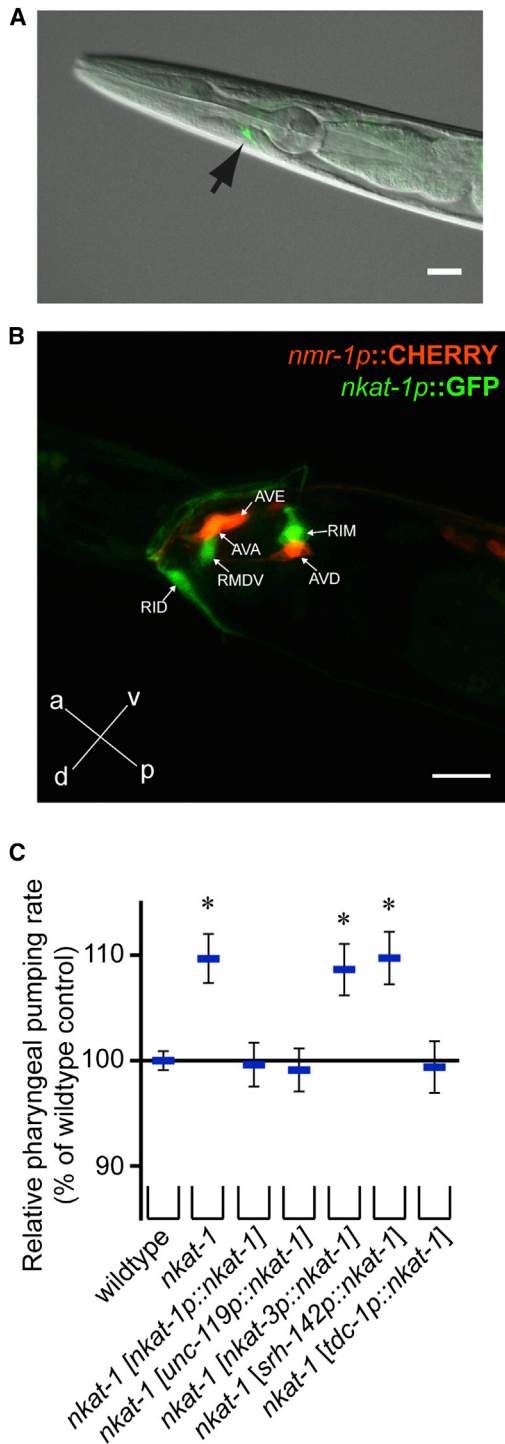 A
B
nmr-1p::CHERRY
nkat-1p::GFP
AVE
RIM
AVA
RMDV
AVD
RID
a
v
d
p
C
Relative pharyngeal pumping rate
(% of wildtype control)
*
*
*
110
100
90
wildtype
nkat-1
nkat-1 [nkat-1p::nkat-1]
nkat-1 [unc-119p::nkat-1]
nkat-1 [nkat-3p::nkat-1]
nkat-1 [srh-142p::nkat-1]
nkat-1 [tdc-1p::nkat-1]